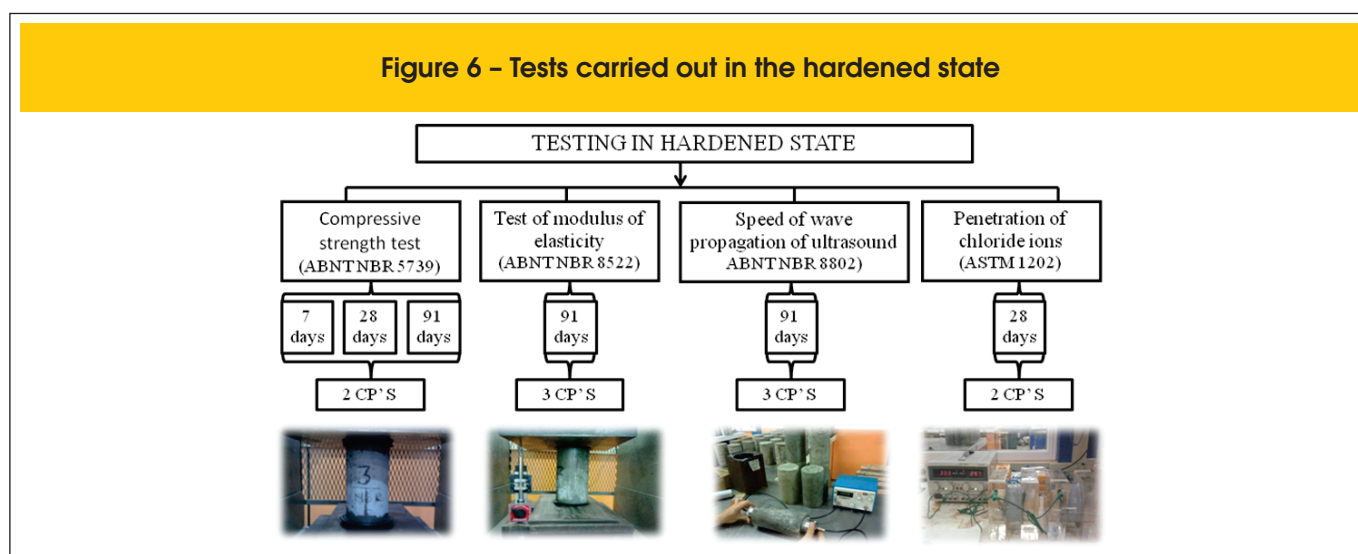 Figure 6 – Tests carried out in the hardened state
TESTING IN HARDENED STATE
Compressive
strength test
(ABNT NBR 5739)
Test of modulus of
elasticity
(ABNT NBR 8522)
Speed of wave
propagation of ultrasound
ABNT NBR 8802)
Penetration of
chloride ions
(ASTM 1202)
7
days
28
days
91
days
91
days
91
days
28
days
2 CP’S
3 CP’S
3 CP’S
2 CP’S
3